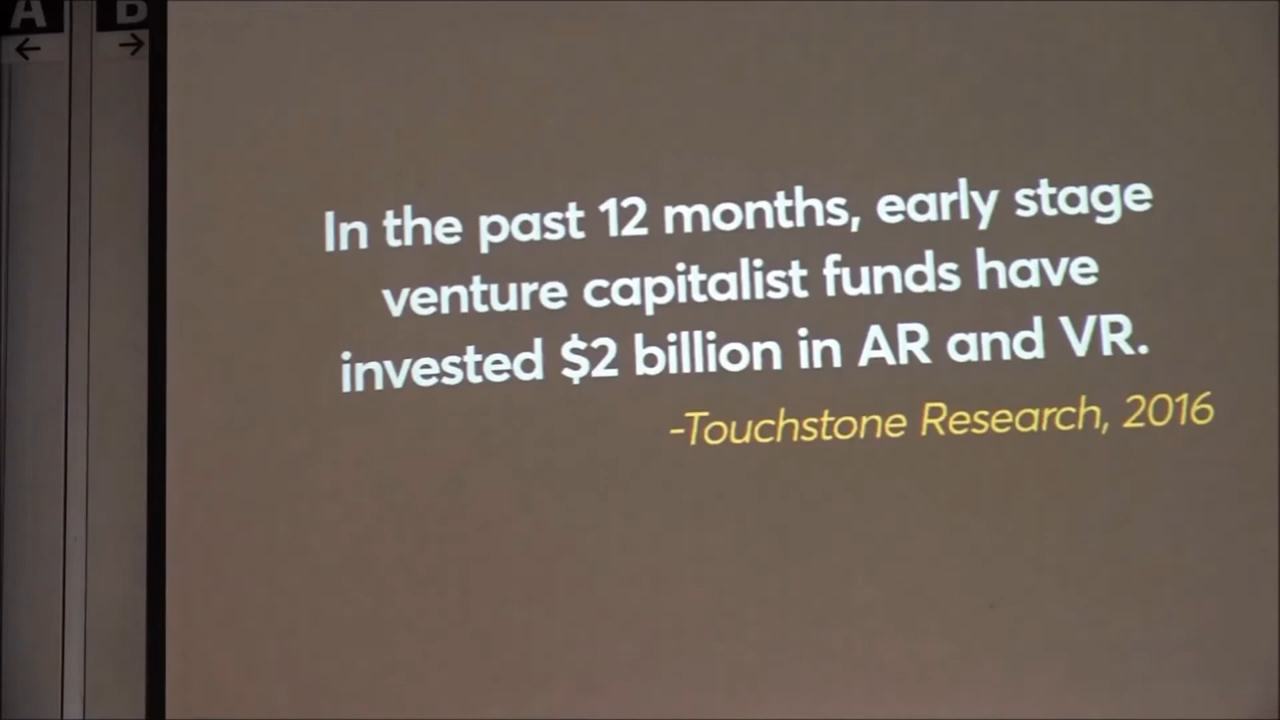 A
B
←
→
In the past 12 months, early stage
venture capitalist funds have
invested $2 billion in AR and VR.
-Touchstone Research, 2016